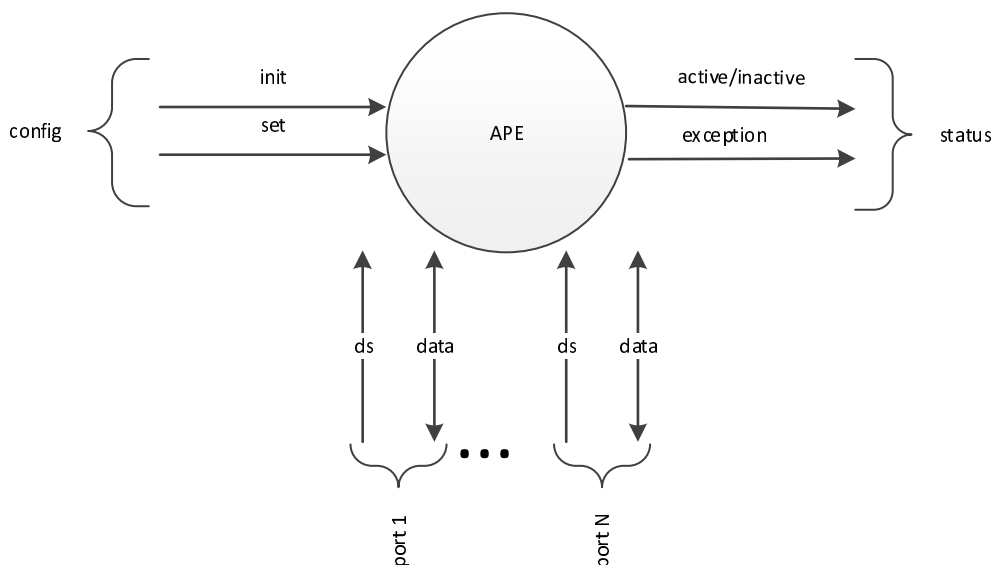 init
active/inactive
config
set
APE
exception
status
ds
data
ds
data
...
port 1
port N